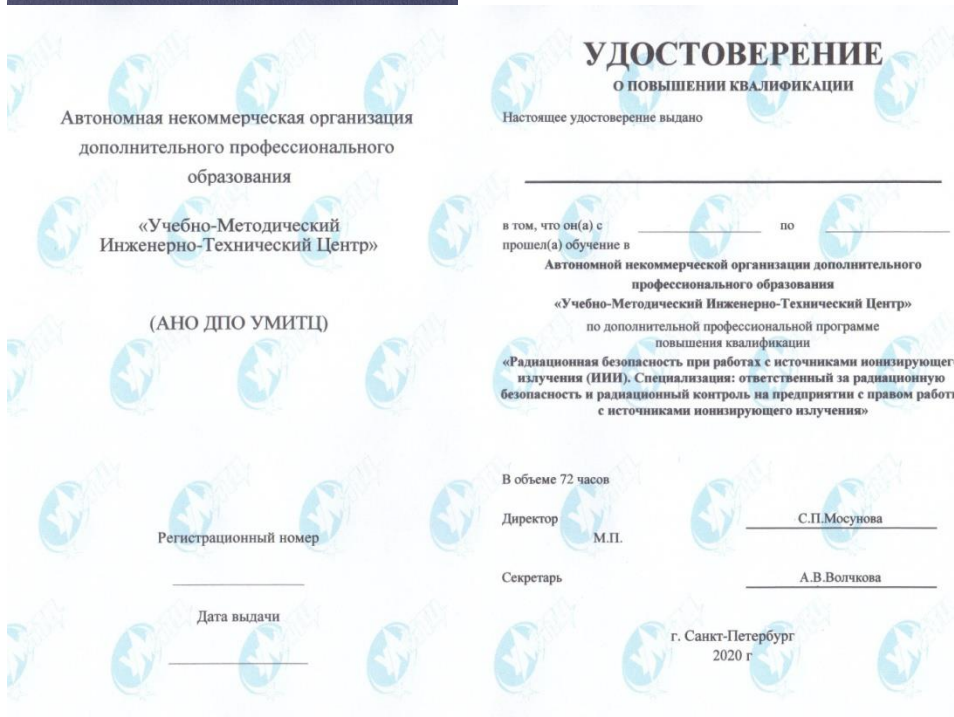 Автономная некоммерческая организация
дополнительного профессионального
образования
«Учебно-Методический
Инженерно-Технический Центр»
(АНО ДПО УМИТЦ)
Регистрационный номер
Дата выдачи
УДОСТОВЕРЕНИЕ
О ПОВЫШЕНИИ КВАЛИФИКАЦИИ
Настоящее удостоверение выдано
в том, что он(а) с по
прошел(а) обучение в
Автономной некоммерческой организации дополнительного
профессионального образования
«Учебно-Методический Инженерно-Технический Центр»
по дополнительной профессиональной программе
повышения квалификации
«Радиационная безопасность при работах с источниками ионизирующег
излучения (ИИИ). Специализация: ответственный за радиационную
безопасность и радиационный контроль на предприятии с правом работ
с источниками ионизирующего излучения»
В объеме 72 часов
Директор С.П.Мосунова
М.П.
Секретарь А.В.Волчкова
г. Санкт-Петербург
2020 г